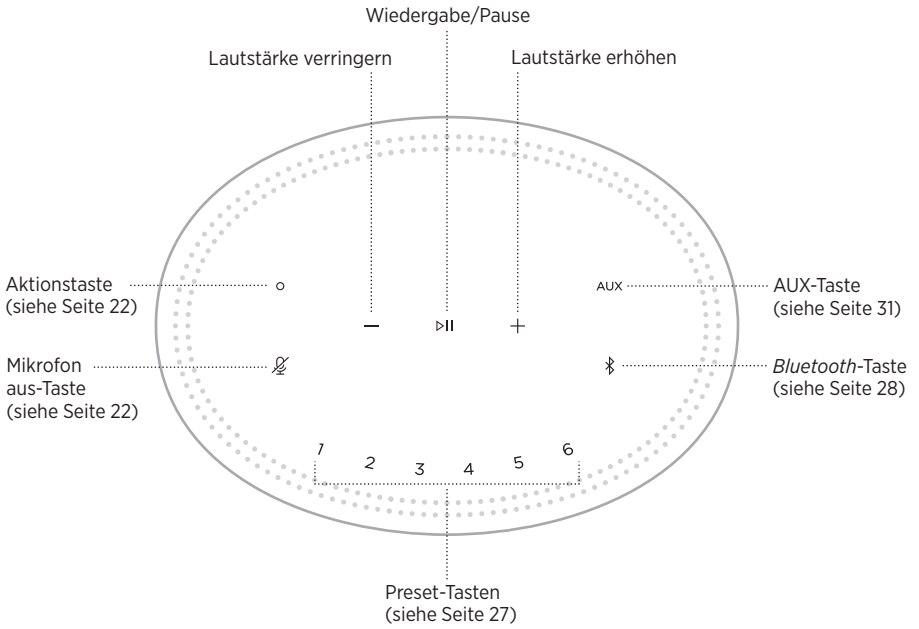 Wiedergabe/Pause
Lautstärke verringern
Lautstärke erhöhen
Aktionstaste
(siehe Seite 22)
AUX
AUX-Taste
(siehe Seite 31)
Mikrofon
aus-Taste
(siehe Seite 22)
Bluetooth-Taste
(siehe Seite 28)
1 2 3 4 5 6
Preset-Tasten
(siehe Seite 27)